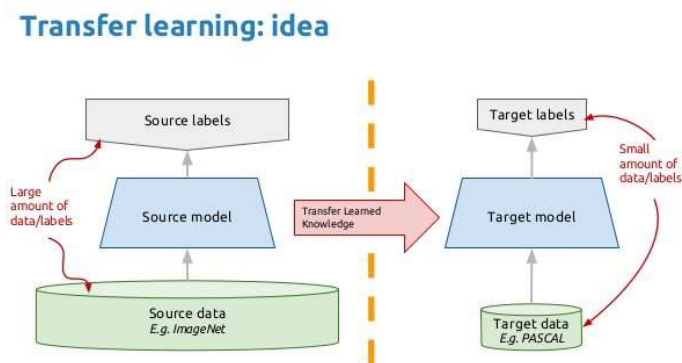 Transfer learning: idea
Source labels
Large
amount of
data/labels
Source model
Source data
E.g. ImageNet
Transfer Learned
Knowledge
Target labels
Small
amount of
data/labels
Target model
Target data
E.g. PASCAL